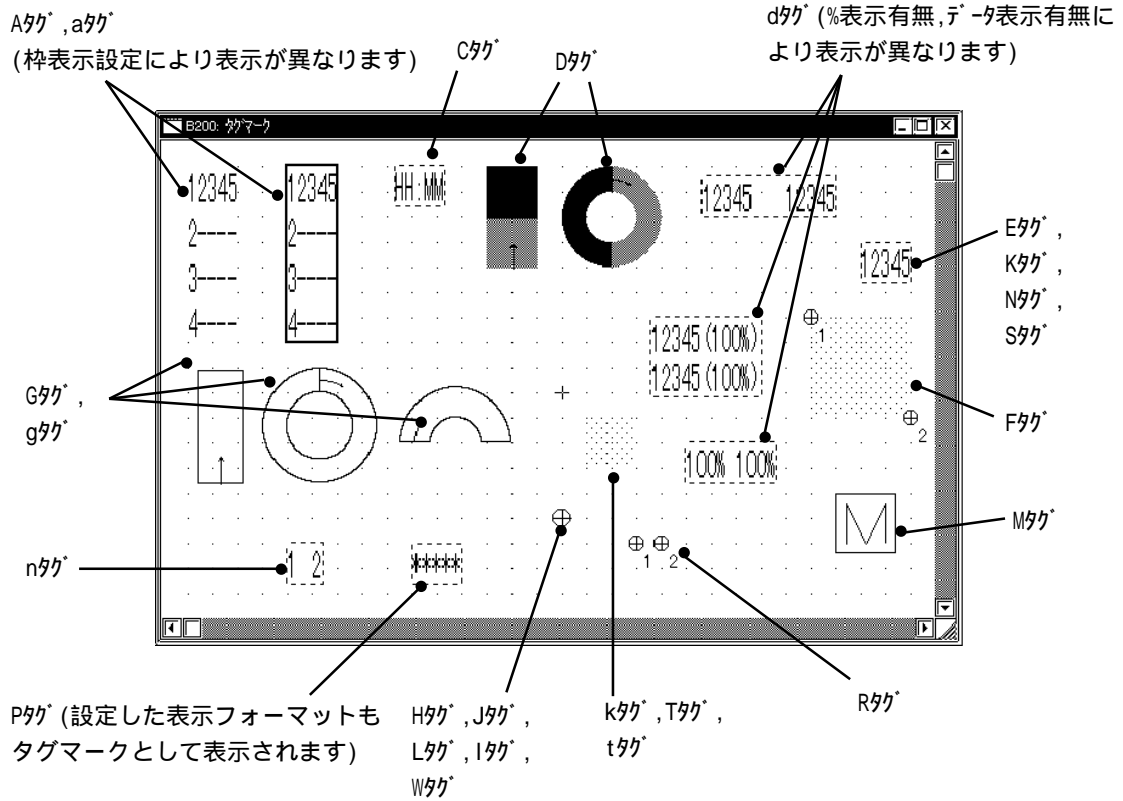 Aﾀｸﾞ,aﾀｸﾞ
(枠表示設定により表示が異なります)
Cﾀｸﾞ
Dﾀｸﾞ
dﾀｸﾞ(%表示有無,ﾃﾞｰﾀ表示有無に
より表示が異なります)
B200: ﾀｸﾞﾏｰｸ
12345
2----
3----
4----
12345
2----
3----
4----
HH:MM
12345 12345
12345
Eﾀｸﾞ,
Kﾀｸﾞ,
Nﾀｸﾞ,
Sﾀｸﾞ
12345(100%)
12345(100%)
1
2
Fﾀｸﾞ
Gﾀｸﾞ,
gﾀｸﾞ
100% 100%
M
Mﾀｸﾞ
nﾀｸﾞ
1 2
*****
1 2
Rﾀｸﾞ
Pﾀｸﾞ(設定した表示フォーマットも
タグマークとして表示されます)
Hﾀｸﾞ,Jﾀｸﾞ,
Lﾀｸﾞ,lﾀｸﾞ,
Wﾀｸﾞ
kﾀｸﾞ,Tﾀｸﾞ,
tﾀｸﾞ